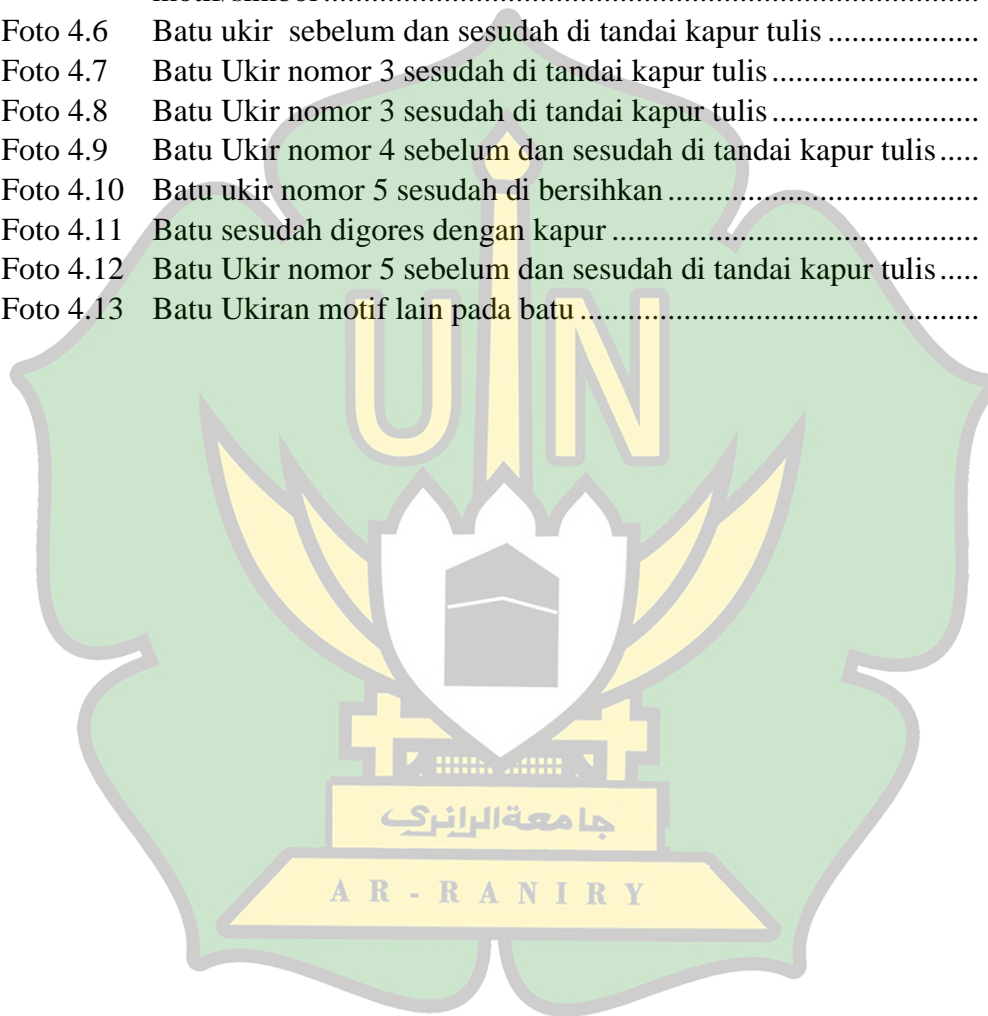 motif/simbol ................................................................................
Foto 4.6 Batu ukir  sebelum dan sesudah di tandai kapur tulis ...................
Foto 4.7 Batu Ukir nomor 3 sesudah di tandai kapur tulis ..........................
Foto 4.8 Batu Ukir nomor 3 sesudah di tandai kapur tulis ..........................
Foto 4.9 Batu Ukir nomor 4 sebelum dan sesudah di tandai kapur tulis .....
Foto 4.10 Batu ukir nomor 5 sesudah di bersihkan .......................................
Foto 4.11 Batu sesudah digores dengan kapur ..............................................
Foto 4.12 Batu Ukir nomor 5 sebelum dan sesudah di tandai kapur tulis .....
Foto 4.13 Batu Ukiran motif lain pada batu ..................................................
UIN
جامعةالرانري
AR-RANIRY